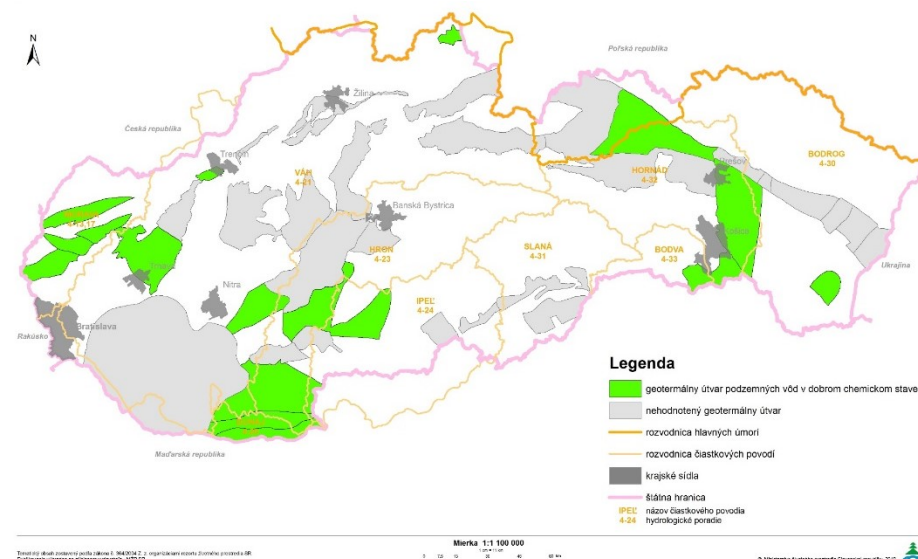 N
Poľská republika
Česká republika
Žilina
Trenčín
BODROG
4-30
VÁH
4-21
HORNÁD
4-32
Prešov
Banská Bystrica
HRON
4-23
SLANÁ
4-31
BODVA
4-33
Ukrajina
Nitra
IPEĽ
4-24
Rakúsko
Bratislava
Maďarská republika
Legenda
geotermálny útvar podzemných vôd v dobrom chemickom stave
nehodnotený geotermálny útvar
rozvodnica hlavných úmorí
rozvodnica čiastkových povodí
krajské sídla
štátna hranica
IPEĽ názov čiastkového povodia
4-24 hydrologické poradie
Mierka 1:1 100 000